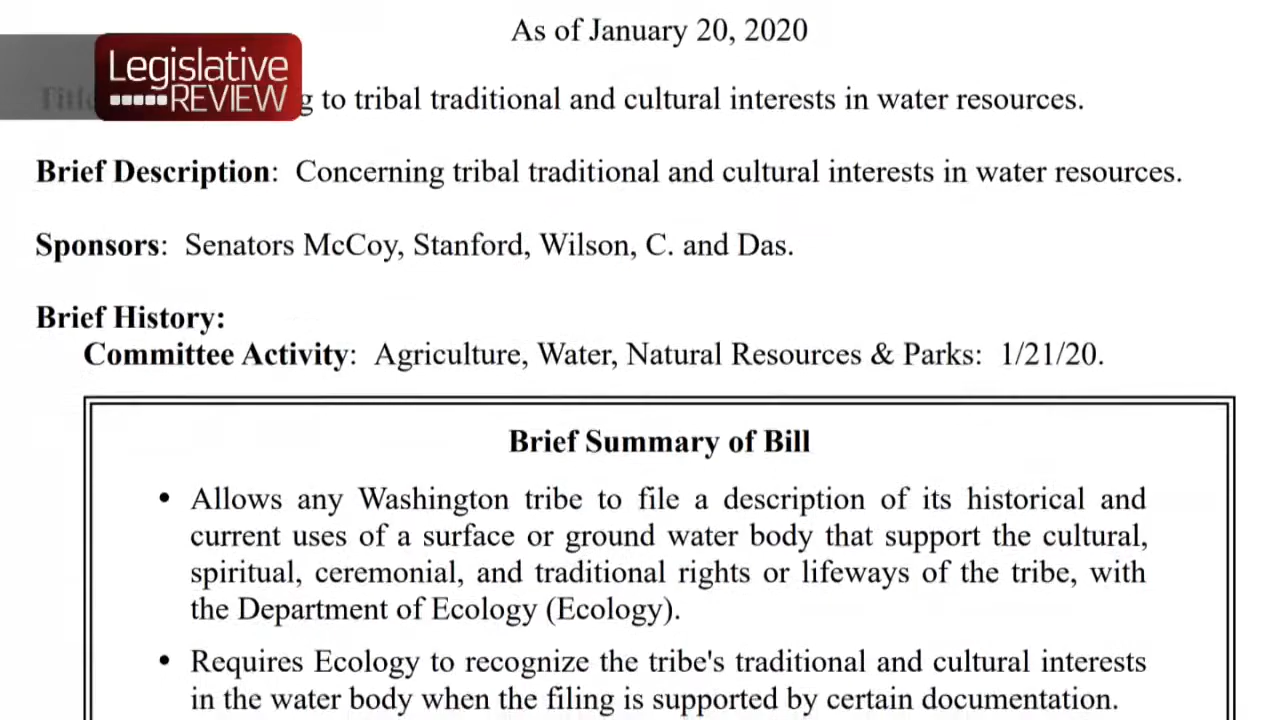 As of January 20, 2020
Legislative
REVIEW
g to tribal traditional and cultural interests in water resources.
Brief Description: Concerning tribal traditional and cultural interests in water resources.
Sponsors: Senators McCoy, Stanford, Wilson, C. and Das.
Brief History:
Committee Activity: Agriculture, Water, Natural Resources & Parks: 1/21/20.
Brief Summary of Bill
• Allows any Washington tribe to file a description of its historical and
current uses of a surface or ground water body that support the cultural,
spiritual, ceremonial, and traditional rights or lifeways of the tribe, with
the Department of Ecology (Ecology).
• Requires Ecology to recognize the tribe's traditional and cultural interests
in the water body when the filing is supported by certain documentation.